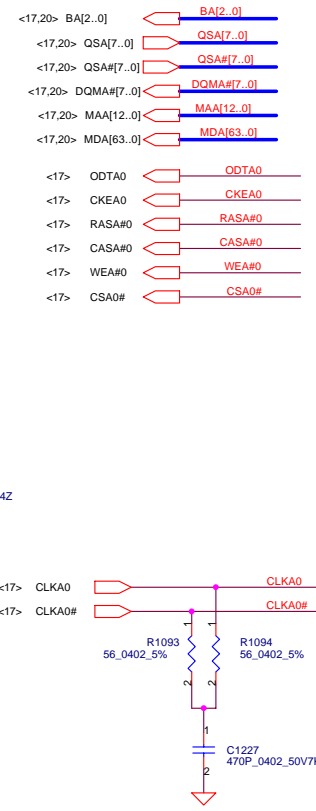 <17,20> BA[2..0] BA[2..0]
<17,20> QSA[7..0] QSA[7..0]
<17,20> QSA#[7..0] QSA#[7..0]
<17,20> DQMA#[7..0] DQMA#[7..0]
<17,20> MAA[12..0] MAA[12..0]
<17,20> MDA[63..0] MDA[63..0]
<17> ODTA0 ODTA0
<17> CKEA0 CKEA0
<17> RASA#0 RASA#0
<17> CASA#0 CASA#0
<17> WEA#0 WEA#0
<17> CSA0# CSA0#
4Z
<17> CLKA0 CLKA0
<17> CLKA0# CLKA0#
1 1
R1093 R1094
56_0402_5% 56_0402_5%
2 2
1
C1227
470P_0402_50V7K
2